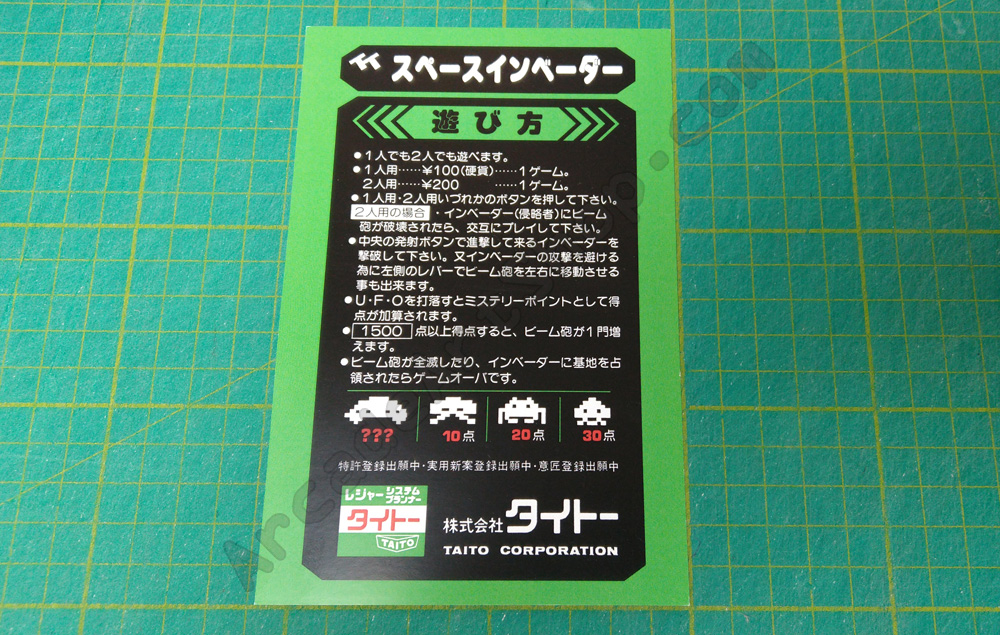 スペースインベーダー
遊び方
●1人でも2人でも遊べます。
●1人用……¥100(硬貨)……1ゲーム。
2人用……¥200 ……1ゲーム。
●1人用・2人用いづれかのボタンを押して下さい。
2人用の場合・インベーダー(侵略者)にビーム
砲が破壊されたら、交互にプレイして下さい。
●中央の発射ボタンで進撃して来るインベーダーを
撃破して下さい。又インベーダーの攻撃を避ける
為に左側のレバーでビーム砲を左右に移動させる
事も出来ます。
●U・F・Oを打落すとミステリーポイントとして得
点が加算されます。
●1500点以上得点すると、ビーム砲が1門増
えます。
●ビーム砲が全滅したり、インベーダーに基地を占
領されたらゲームオーバです。
??? 10点 20点 30点
特許登録出願中・実用新案登録出願中・意匠登録出願中
レジャーシステムプランナー
タイトー
TAITO
株式会社タイトー
TAITO CORPORATION